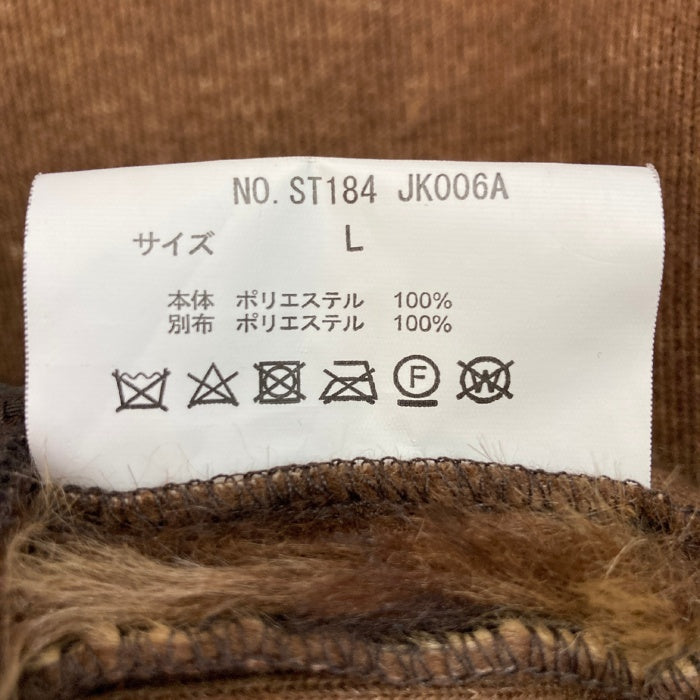 NO. ST184 JK006A
サイズ L
本体 ポリエステル 100%
別布 ポリエステル 100%
F W